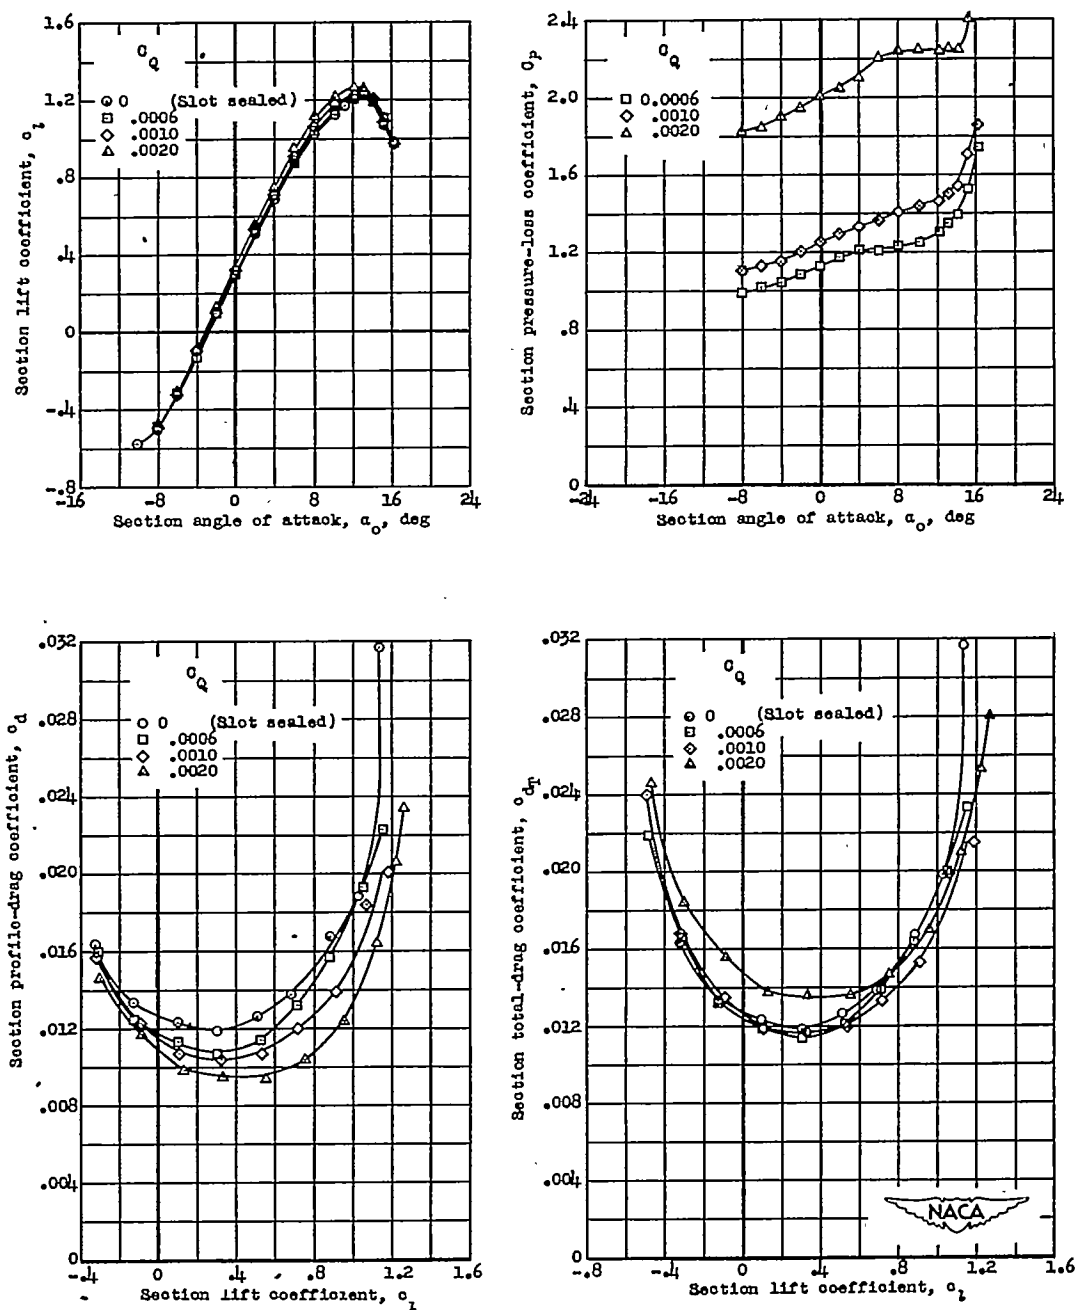 1.6
1.2
.8
.4
0
-.4
-.8
Section lift coefficient, c_l
C_Q
0 (Slot sealed)
.0006
.0010
.0020
-16 -8 0 8 16 24
Section angle of attack, α_o, deg
2.4
2.0
1.6
1.2
.8
.4
0
Section pressure-loss coefficient, C_p
C_Q
0.0006
.0010
.0020
-24 -16 -8 0 8 16 24
Section angle of attack, α_o, deg
.032
.028
.024
.020
.016
.012
.008
.004
0
Section profile-drag coefficient, c_d
C_Q
0 (Slot sealed)
.0006
.0010
.0020
-.4 0 .4 .8 1.2 1.6
Section lift coefficient, c_l
.032
.028
.024
.020
.016
.012
.008
.004
0
Section total-drag coefficient, c_dT
C_Q
0 (Slot sealed)
.0006
.0010
.0020
NACA
-.8 -.4 0 .4 .8 1.2 1.6
Section lift coefficient, c_l